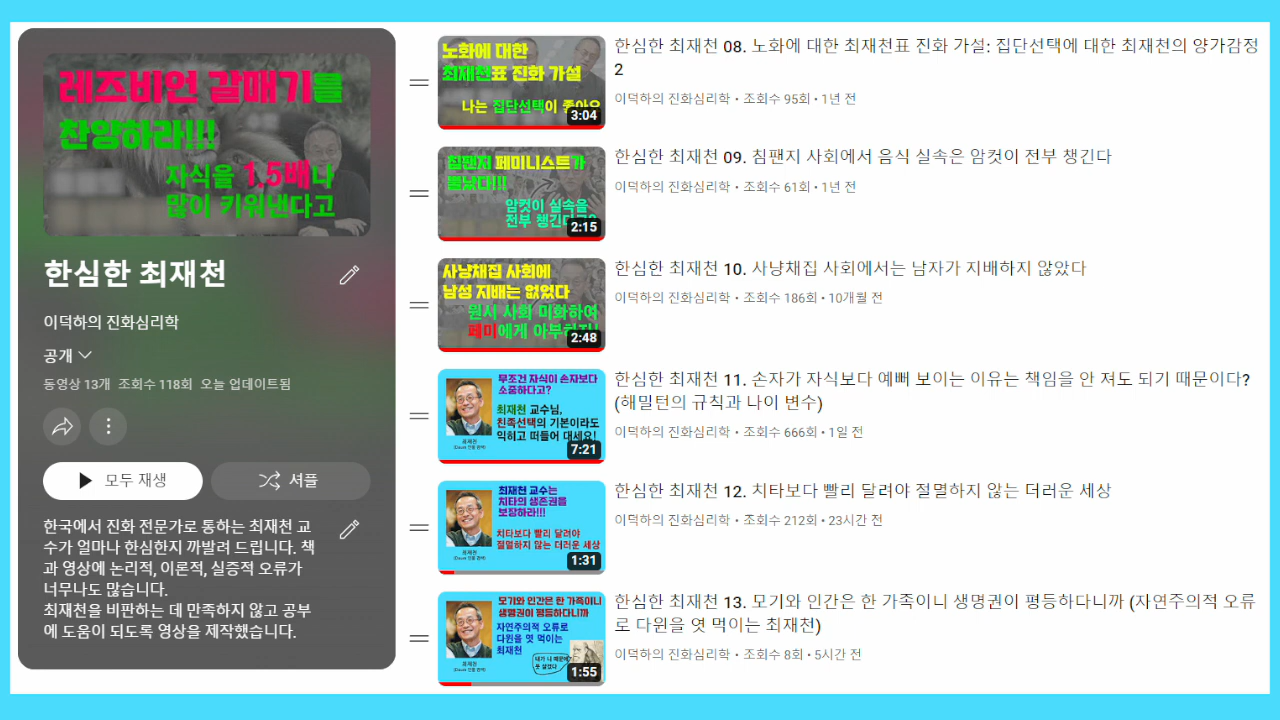 레즈비언 갈매기를
찬양하라!!!
자식을 1.5배나
많이 키워낸다고
한심한 최재천
이덕하의 진화심리학
공개
동영상 13개 조회수 118회 오늘 업데이트됨
모두 재생
셔플
한국에서 진화 전문가로 통하는 최재천 교
수가 얼마나 한심한지 까발려 드립니다. 책
과 영상에 논리적, 이론적, 실증적 오류가
너무나도 많습니다.
최재천을 비판하는 데 만족하지 않고 공부
에 도움이 되도록 영상을 제작했습니다.
노화에 대한
최재천표 진화 가설
나는 집단선택이 좋아요
3:04
한심한 최재천 08. 노화에 대한 최재천표 진화 가설: 집단선택에 대한 최재천의 양가감정
2
이덕하의 진화심리학 • 조회수 95회 • 1년 전
침팬지 페미니스트가
뿔났다!!!
암컷이 실속을
전부 챙긴다고?
2:15
한심한 최재천 09. 침팬지 사회에서 음식 실속은 암컷이 전부 챙긴다
이덕하의 진화심리학 • 조회수 61회 • 1년 전
사냥채집 사회에
남성 지배는 없었다
원시 사회 미화하여
페미에게 아부하자!
2:48
한심한 최재천 10. 사냥채집 사회에서는 남자가 지배하지 않았다
이덕하의 진화심리학 • 조회수 186회 • 10개월 전
무조건 자식이 손자보다
소중하다고?
최재천 교수님,
친족선택의 기본이라도
익히고 떠들어 대세요!
최재천
7:21
한심한 최재천 11. 손자가 자식보다 예뻐 보이는 이유는 책임을 안 져도 되기 때문이다?
(해밀턴의 규칙과 나이 변수)
이덕하의 진화심리학 • 조회수 666회 • 1일 전
최재천 교수는
치타의 생존권을
보장하라!!!
치타보다 빨리 달려야
절멸하지 않는 더러운 세상
최재천
1:31
한심한 최재천 12. 치타보다 빨리 달려야 절멸하지 않는 더러운 세상
이덕하의 진화심리학 • 조회수 212회 • 23시간 전
모기와 인간은 한 가족이니
생명권이 평등하다니까
자연주의적 오류로
다윈을 엿 먹이는
최재천
최재천
1:55
한심한 최재천 13. 모기와 인간은 한 가족이니 생명권이 평등하다니까 (자연주의적 오류
로 다윈을 엿 먹이는 최재천)
이덕하의 진화심리학 • 조회수 8회 • 5시간 전